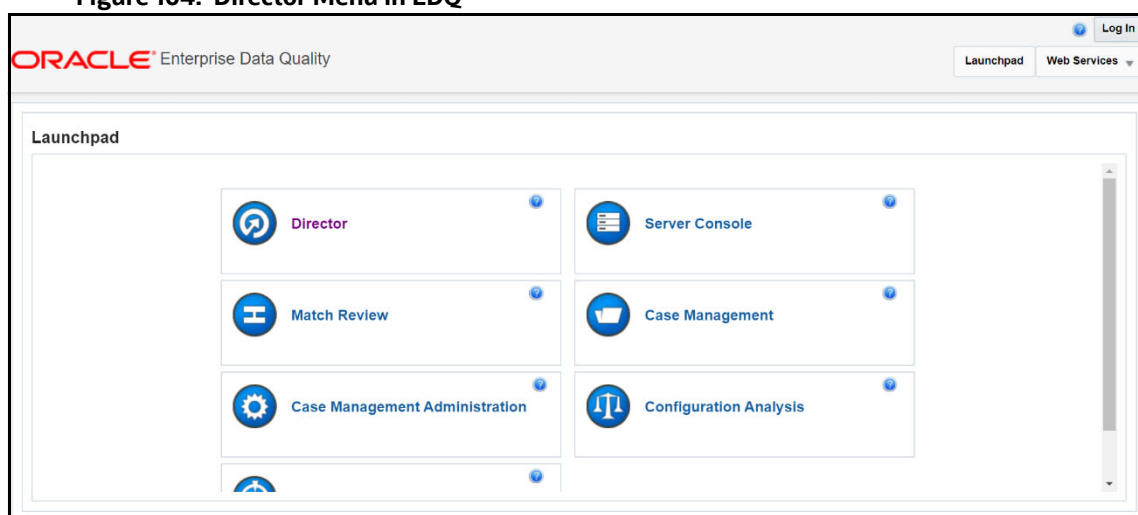 Figure 104: Director Menu in EDQ
Log In
ORACLE Enterprise Data Quality
Launchpad Web Services
Launchpad
Director
Server Console
Match Review
Case Management
Case Management Administration
Configuration Analysis